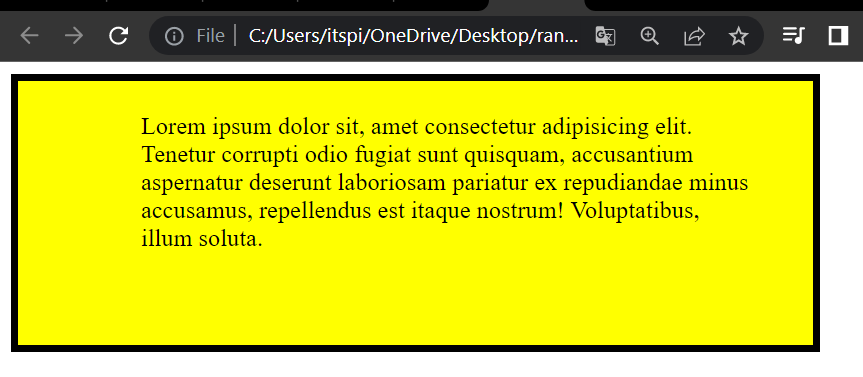 File | C:/Users/itspi/OneDrive/Desktop/ran...
Lorem ipsum dolor sit, amet consectetur adipisicing elit.
Tenetur corrupti odio fugiat sunt quisquam, accusantium
aspernatur deserunt laboriosam pariatur ex repudiandae minus
accusamus, repellendus est itaque nostrum! Voluptatibus,
illum soluta.